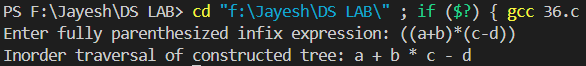 PS F:\Jayesh\DS LAB> cd "f:\Jayesh\DS LAB\" ; if ($?) { gcc 36.c
Enter fully parenthesized infix expression: ((a+b)*(c-d))
Inorder traversal of constructed tree: a + b * c - d